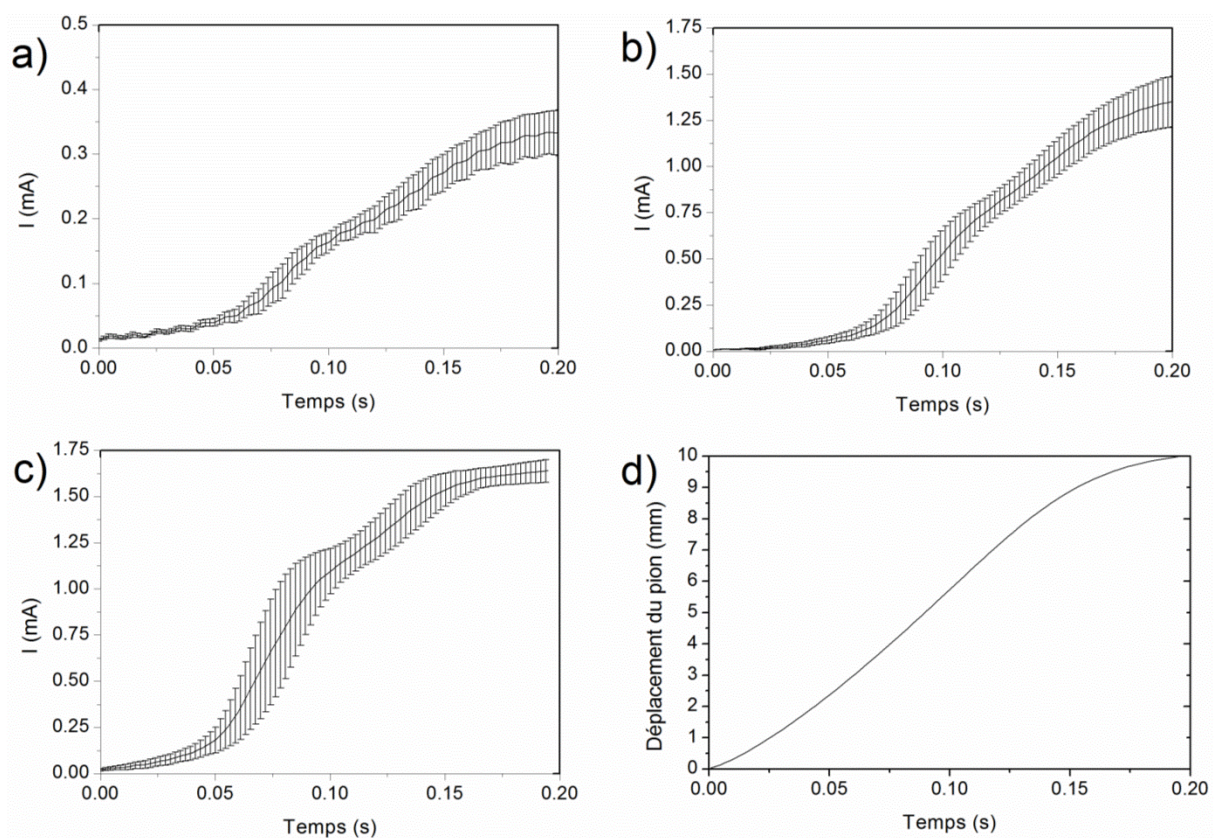 a)
0.5
0.4
0.3
0.2
0.1
0.0
I (mA)
0.00 0.05 0.10 0.15 0.20
Temps (s)
b)
1.75
1.50
1.25
1.00
0.75
0.50
0.25
0.00
I (mA)
0.00 0.05 0.10 0.15 0.20
Temps (s)
c)
1.75
1.50
1.25
1.00
0.75
0.50
0.25
0.00
I (mA)
0.00 0.05 0.10 0.15 0.20
Temps (s)
d)
10
9
8
7
6
5
4
3
2
1
0
Déplacement du pion (mm)
0.00 0.05 0.10 0.15 0.20
Temps (s)